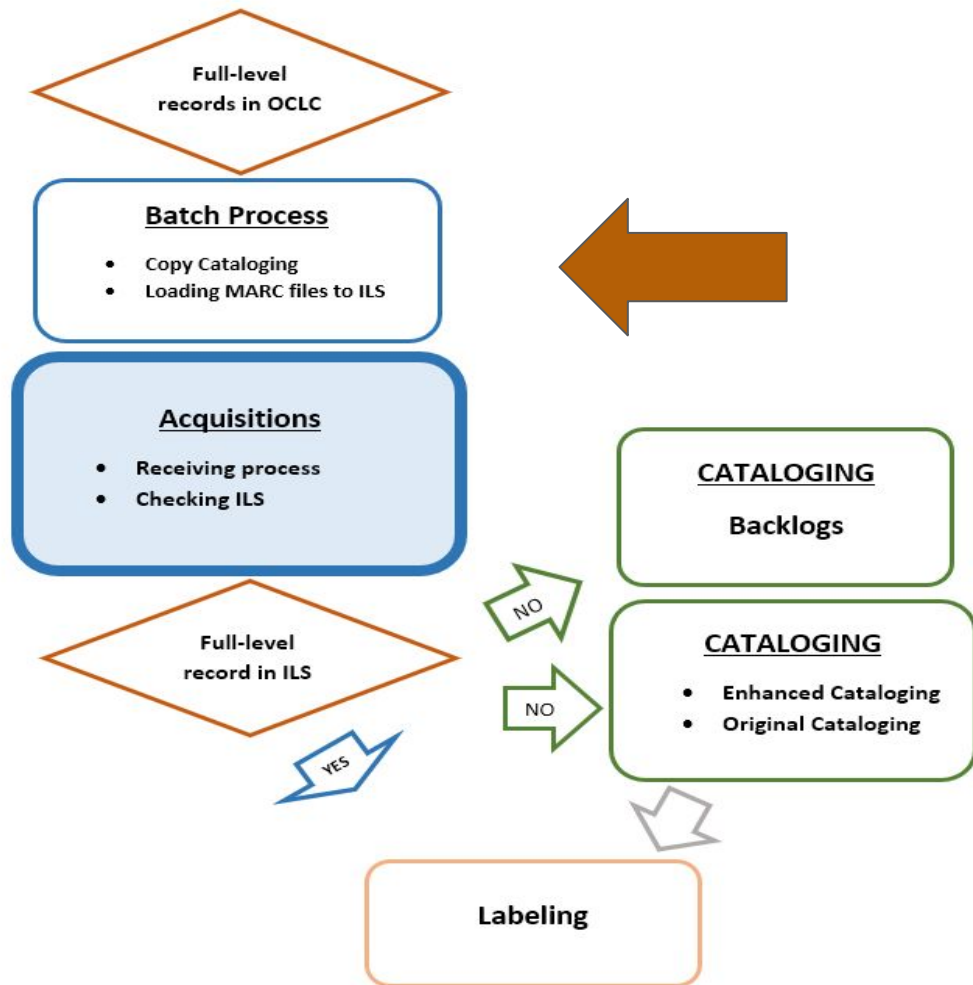 Full-level
records in OCLC
Batch Process
• Copy Cataloging
• Loading MARC files to ILS
Acquisitions
• Receiving process
• Checking ILS
Full-level
record in ILS
YES
NO
NO
CATALOGING
Backlogs
CATALOGING
• Enhanced Cataloging
• Original Cataloging
Labeling